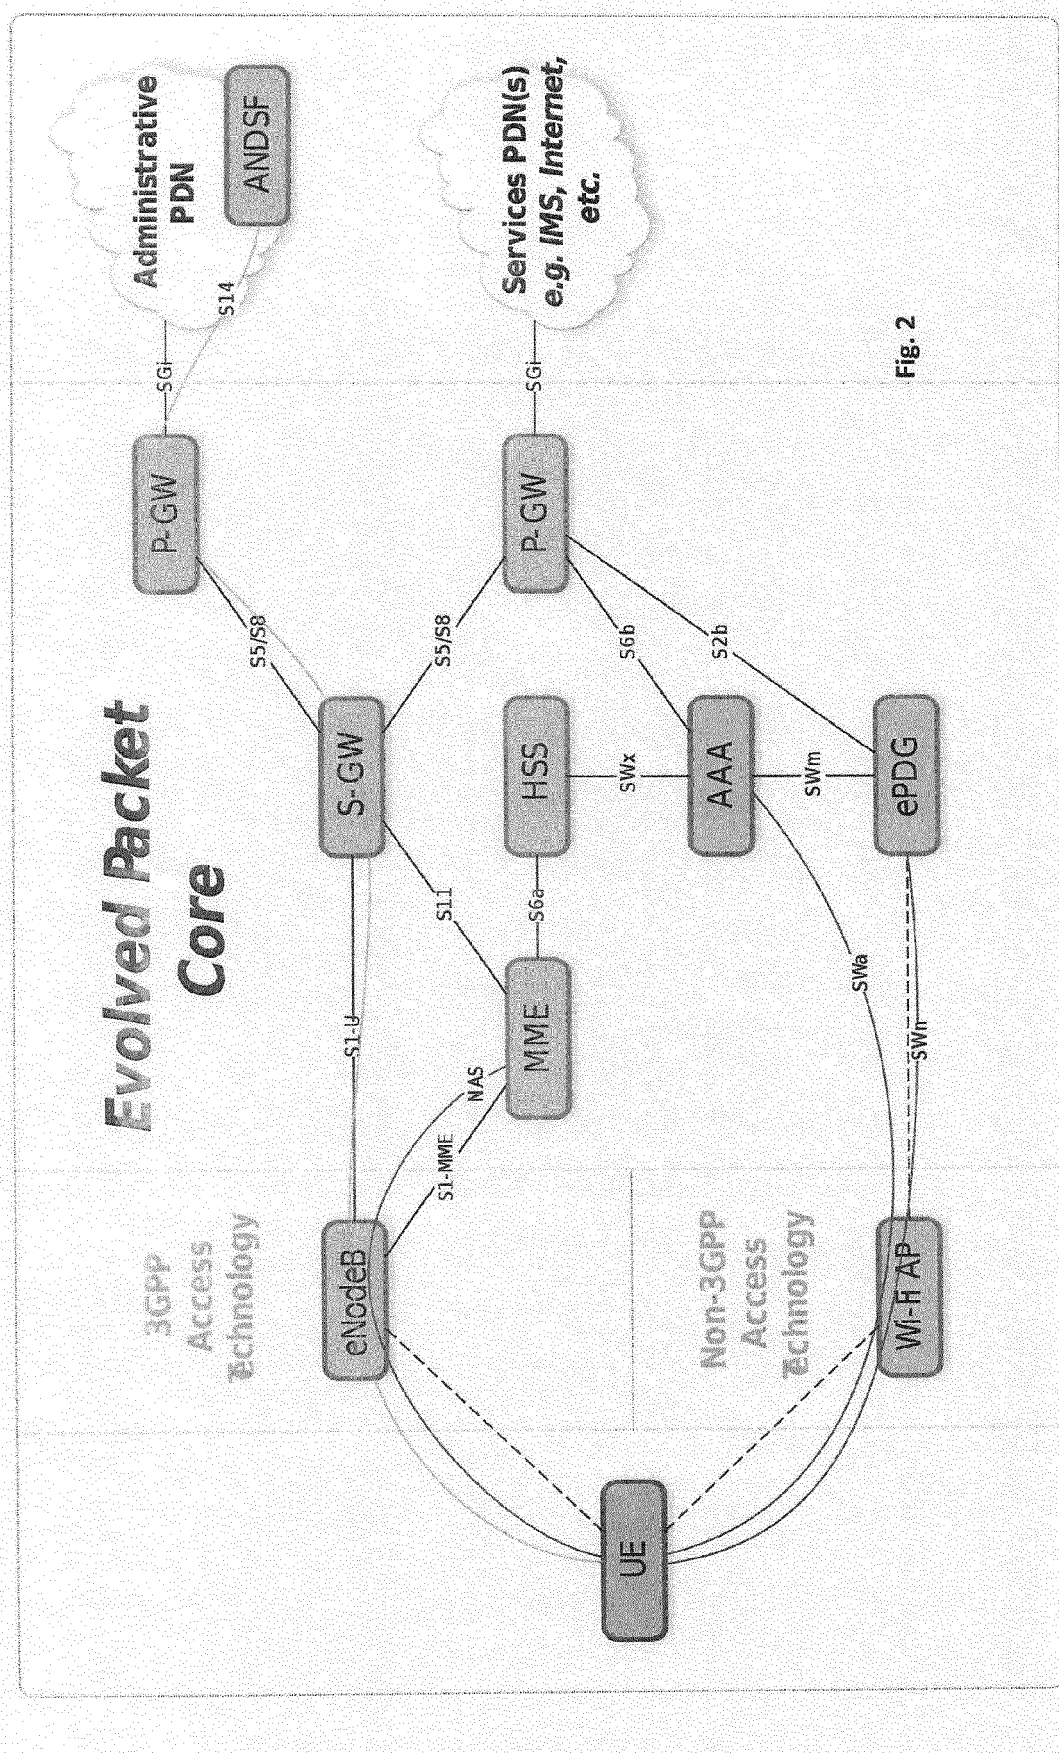 Evolved Packet
Core
3GPP
Access
Technology
Non-3GPP
Access
Technology
Administrative
PDN
ANDSF
Services PDN(s)
e.g. IMS, Internet,
etc.
UE
eNodeB
Wi-Fi AP
MME
S-GW
HSS
AAA
ePDG
P-GW
P-GW
S1-U
NAS
S1-MME
S11
S6a
S5/S8
S5/S8
SWx
SWm
S6b
S2b
SWa
SWn
SGi
SGi
S14
Fig. 2